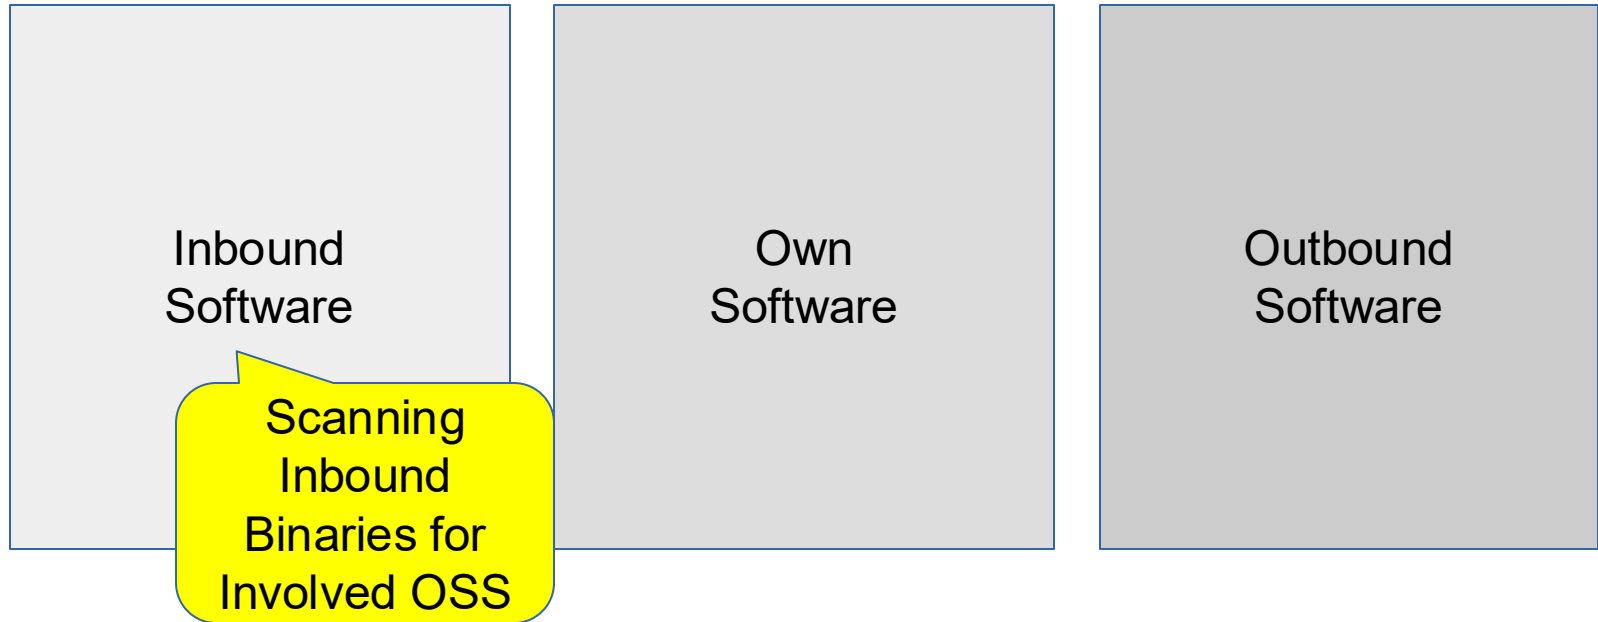 Inbound
Software
Own
Software
Outbound
Software
Scanning
Inbound
Binaries for
Involved OSS